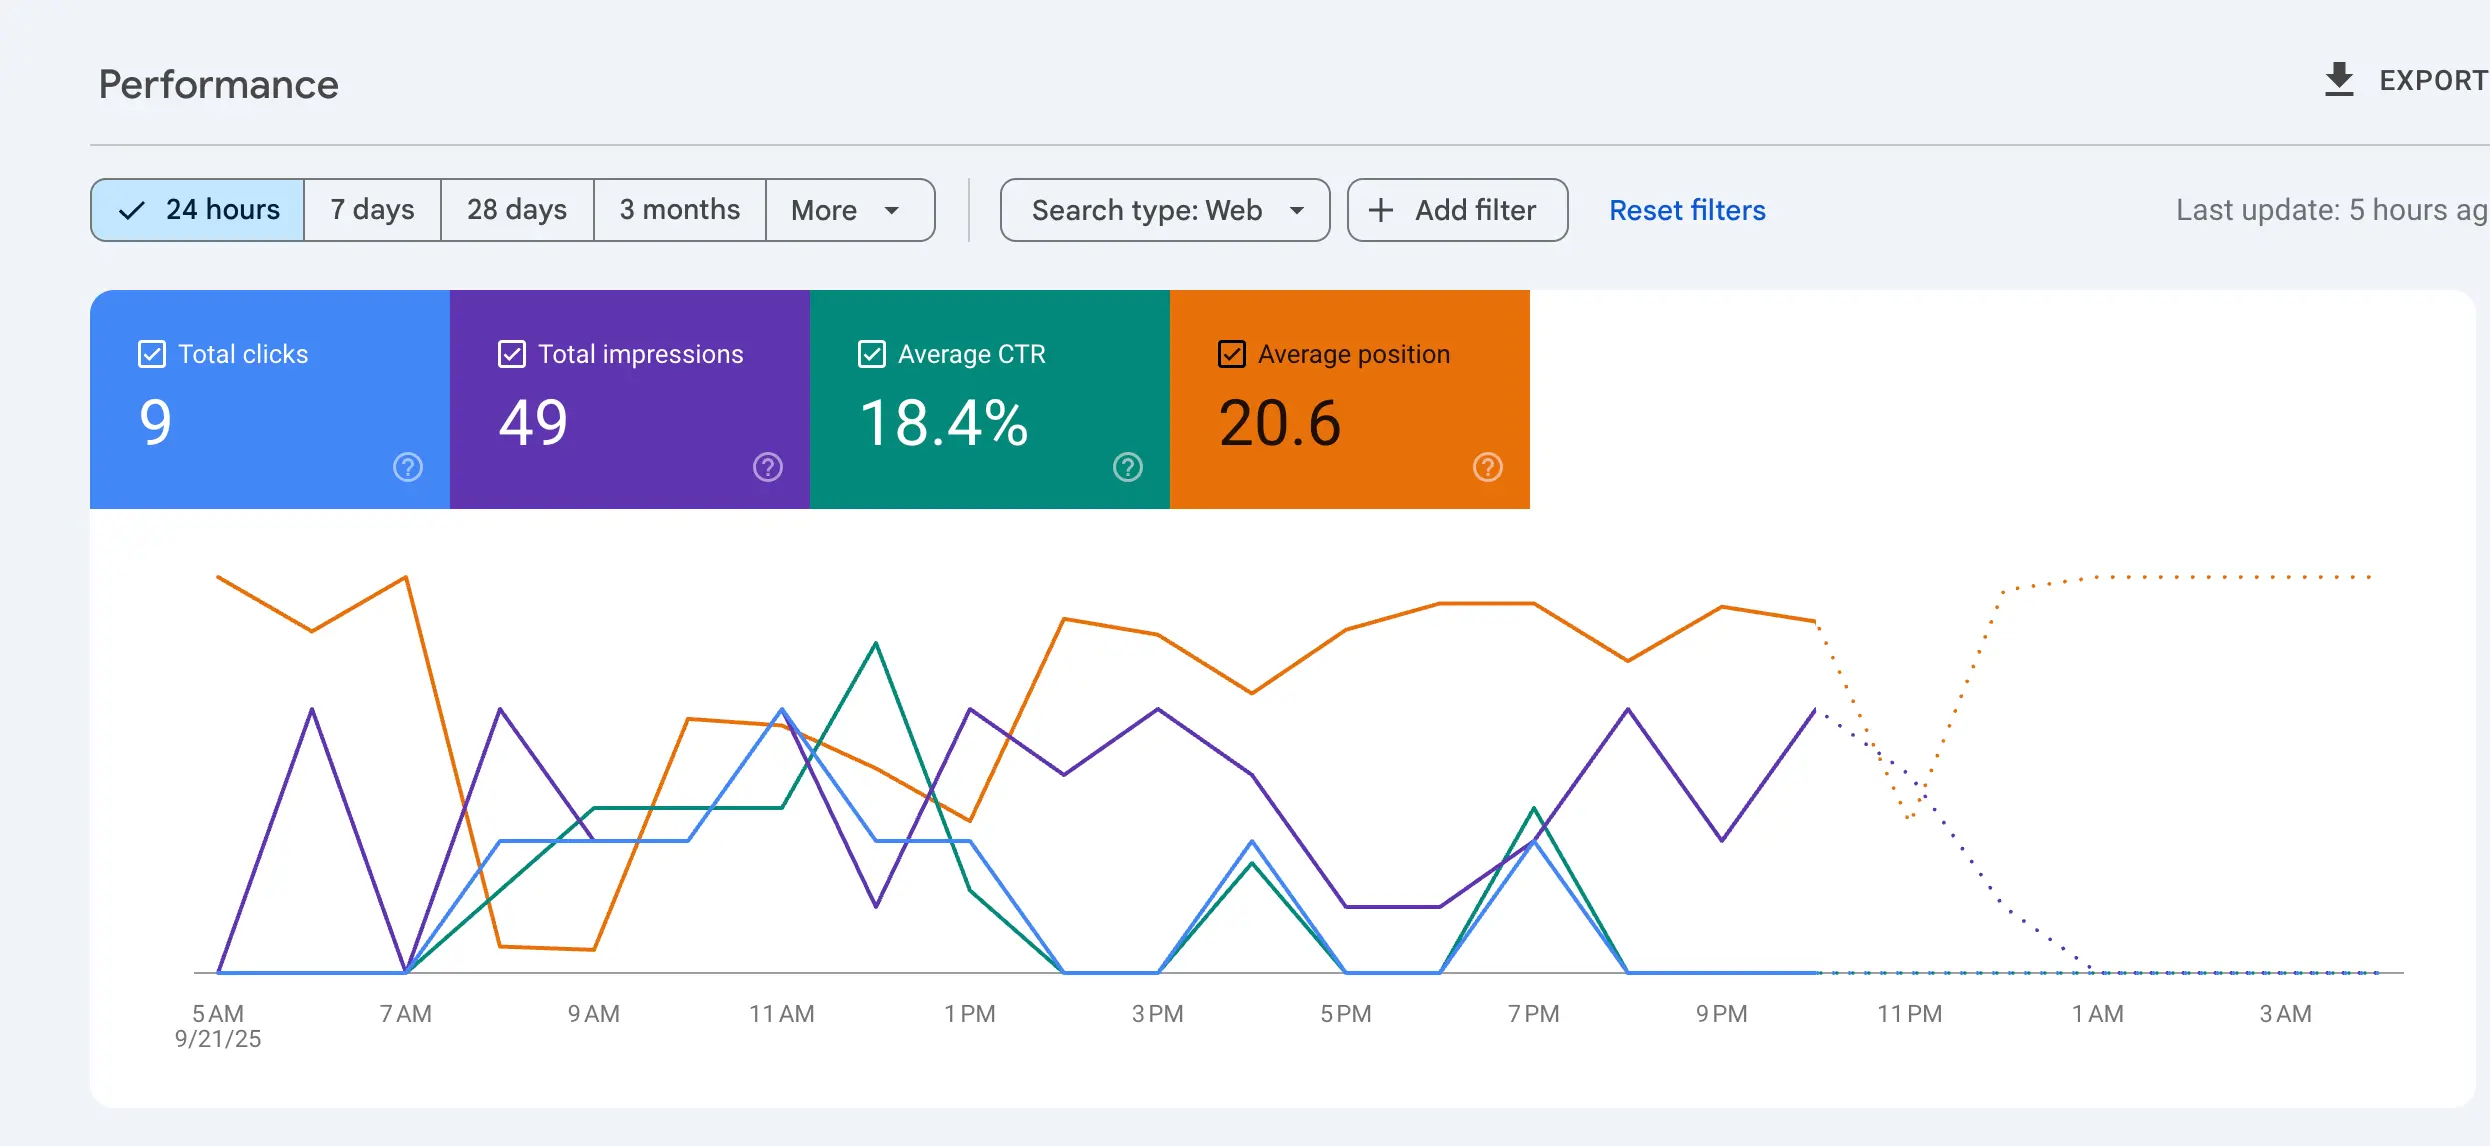 Performance
EXPORT
24 hours 7 days 28 days 3 months More
Search type: Web Add filter Reset filters Last update: 5 hours ag
Total clicks Total impressions Average CTR Average position
9 49 18.4% 20.6
5 AM 7 AM 9 AM 11 AM 1 PM 3 PM 5 PM 7 PM 9 PM 11 PM 1 AM 3 AM
9/21/25